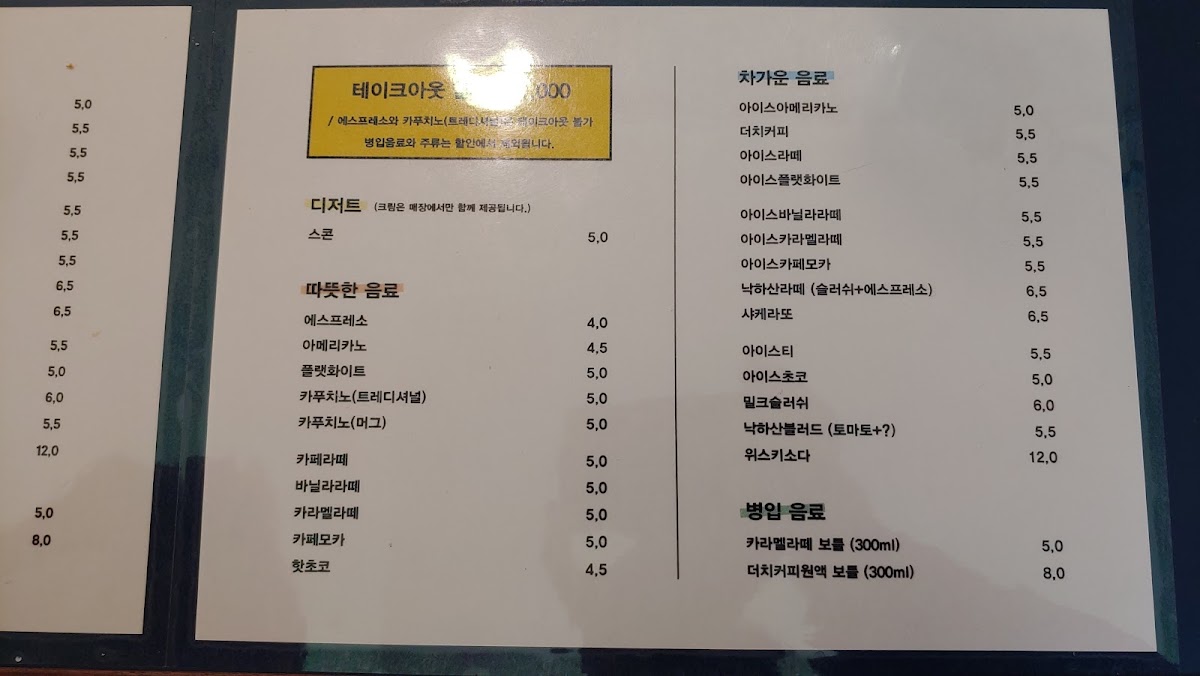 5,0
5,5
5,5
5,5
5,5
5,5
5,5
6,5
6,5
5,5
5,0
6,0
5,5
12,0
5,0
8,0
테이크아웃 000
/ 에스프레소와 카푸치노(트레디셔널)는 테이크아웃 불가
병입음료와 주류는 할인에서 제외됩니다.
디저트 (크림은 매장에서만 함께 제공됩니다.)
스콘 5,0
따뜻한 음료
에스프레소 4,0
아메리카노 4,5
플랫화이트 5,0
카푸치노(트레디셔널) 5,0
카푸치노(머그) 5,0
카페라떼 5,0
바닐라라떼 5,0
카라멜라떼 5,0
카페모카 5,0
핫초코 4,5
차가운 음료
아이스아메리카노 5,0
더치커피 5,5
아이스라떼 5,5
아이스플랫화이트 5,5
아이스바닐라라떼 5,5
아이스카라멜라떼 5,5
아이스카페모카 5,5
낙하산라떼 (슬러쉬+에스프레소) 6,5
샤케라또 6,5
아이스티 5,5
아이스초코 5,0
밀크슬러쉬 6,0
낙하산블러드 (토마토+?) 5,5
위스키소다 12,0
병입 음료
카라멜라떼 보틀 (300ml) 5,0
더치커피원액 보틀 (300ml) 8,0